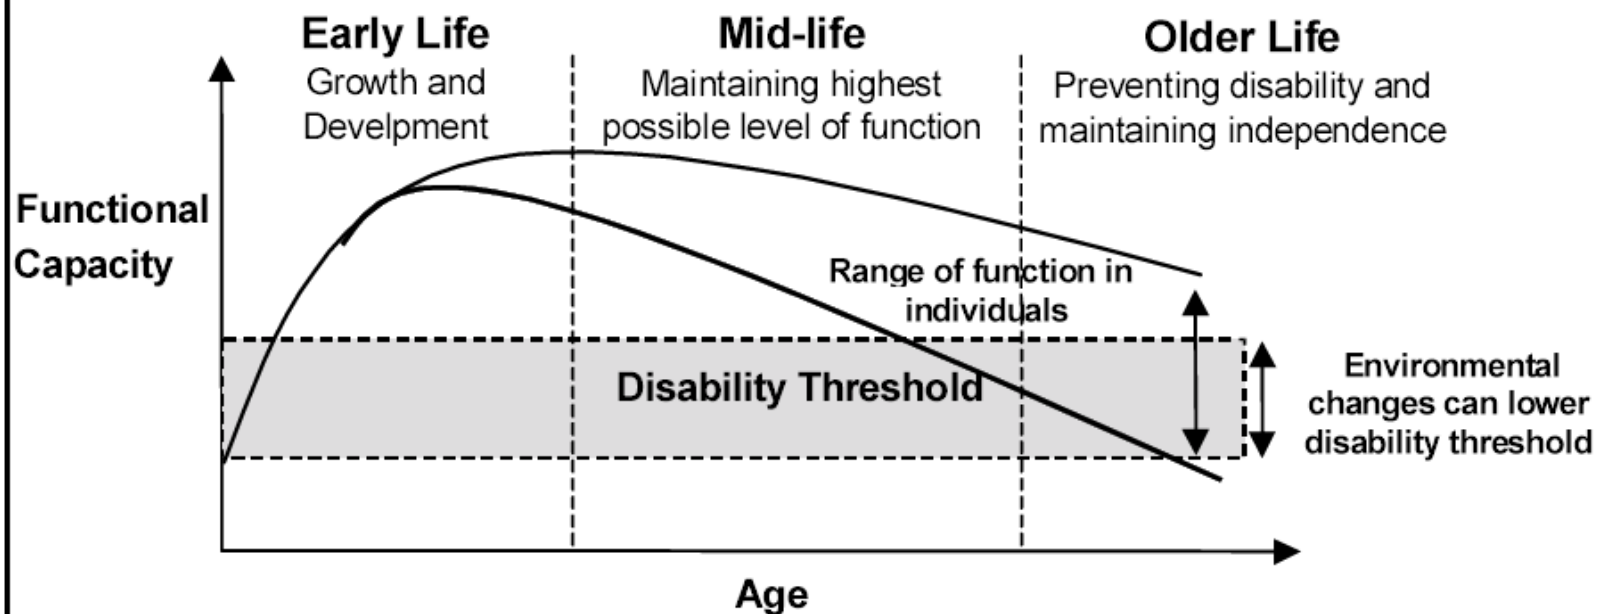 Early Life
Growth and
Develpment
Mid-life
Maintaining highest
possible level of function
Older Life
Preventing disability and
maintaining independence
Functional
Capacity
Range of function in
individuals
Disability Threshold
Environmental
changes can lower
disability threshold
Age